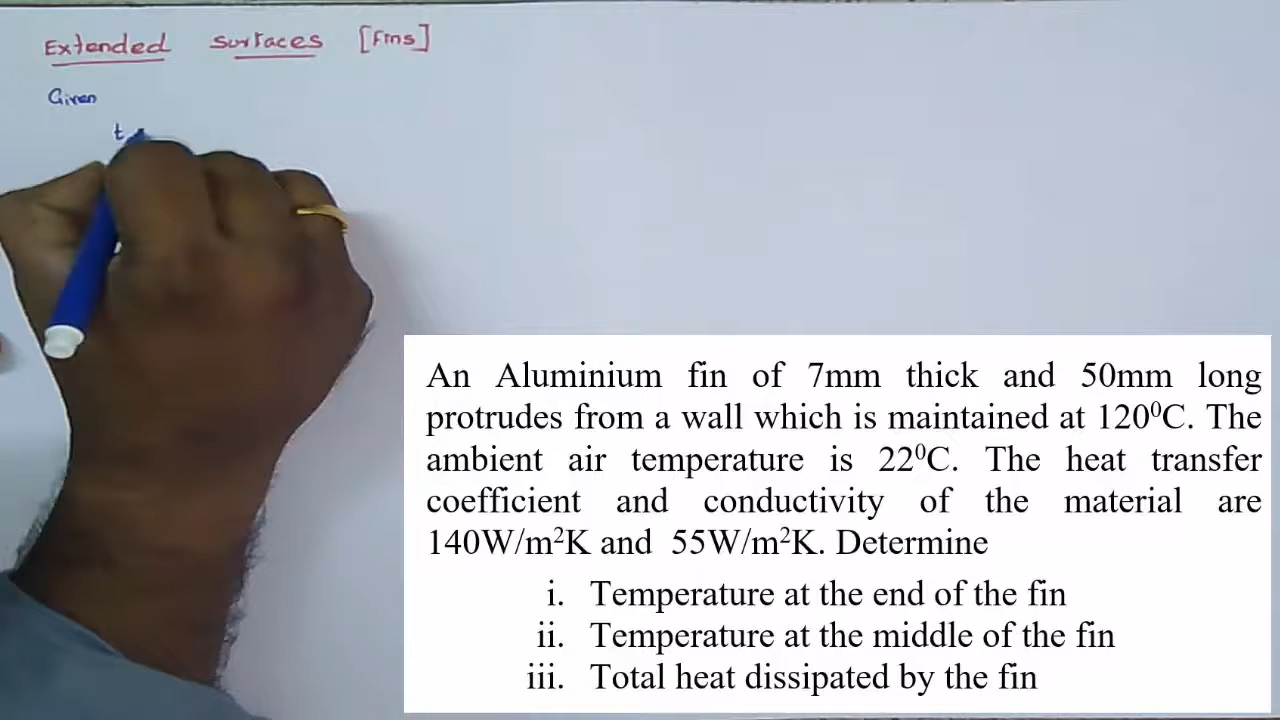 Extended surfaces [Fins]
Given
t
An Aluminium fin of 7mm thick and 50mm long
protrudes from a wall which is maintained at 120⁰C. The
ambient air temperature is 22⁰C. The heat transfer
coefficient and conductivity of the material are
140W/m²K and 55W/m²K. Determine
i. Temperature at the end of the fin
ii. Temperature at the middle of the fin
iii. Total heat dissipated by the fin